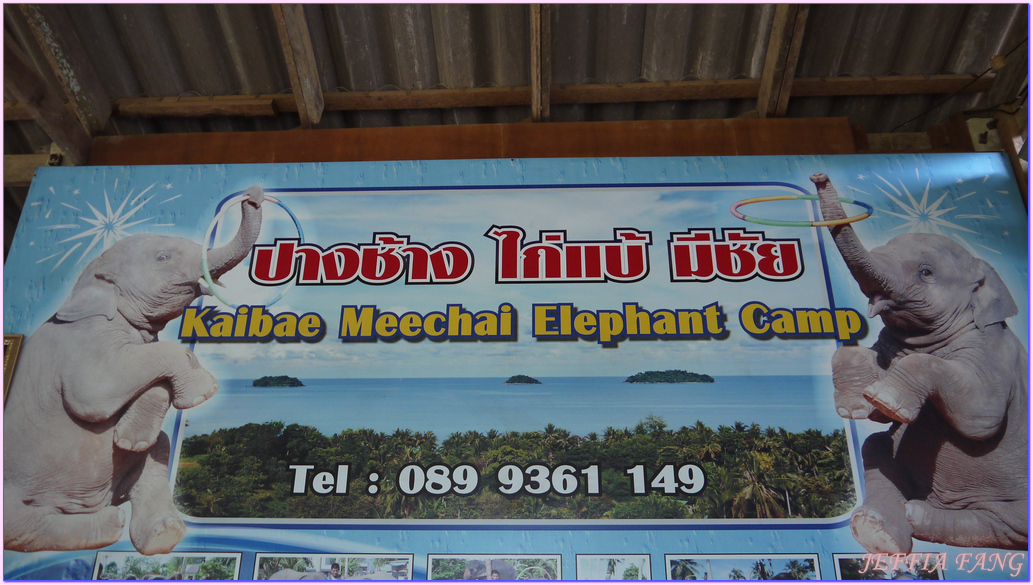 ปางช้าง ไก่แบ้ มีชัย
Kaibae Meechai Elephant Camp
Tel : 089 9361 149
JEFFIA FANG